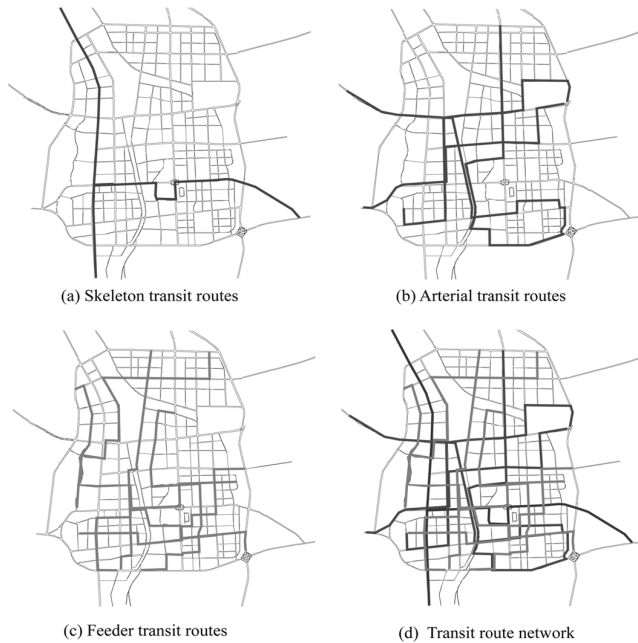 (a) Skeleton transit routes
(b) Arterial transit routes
(c) Feeder transit routes
(d) Transit route network